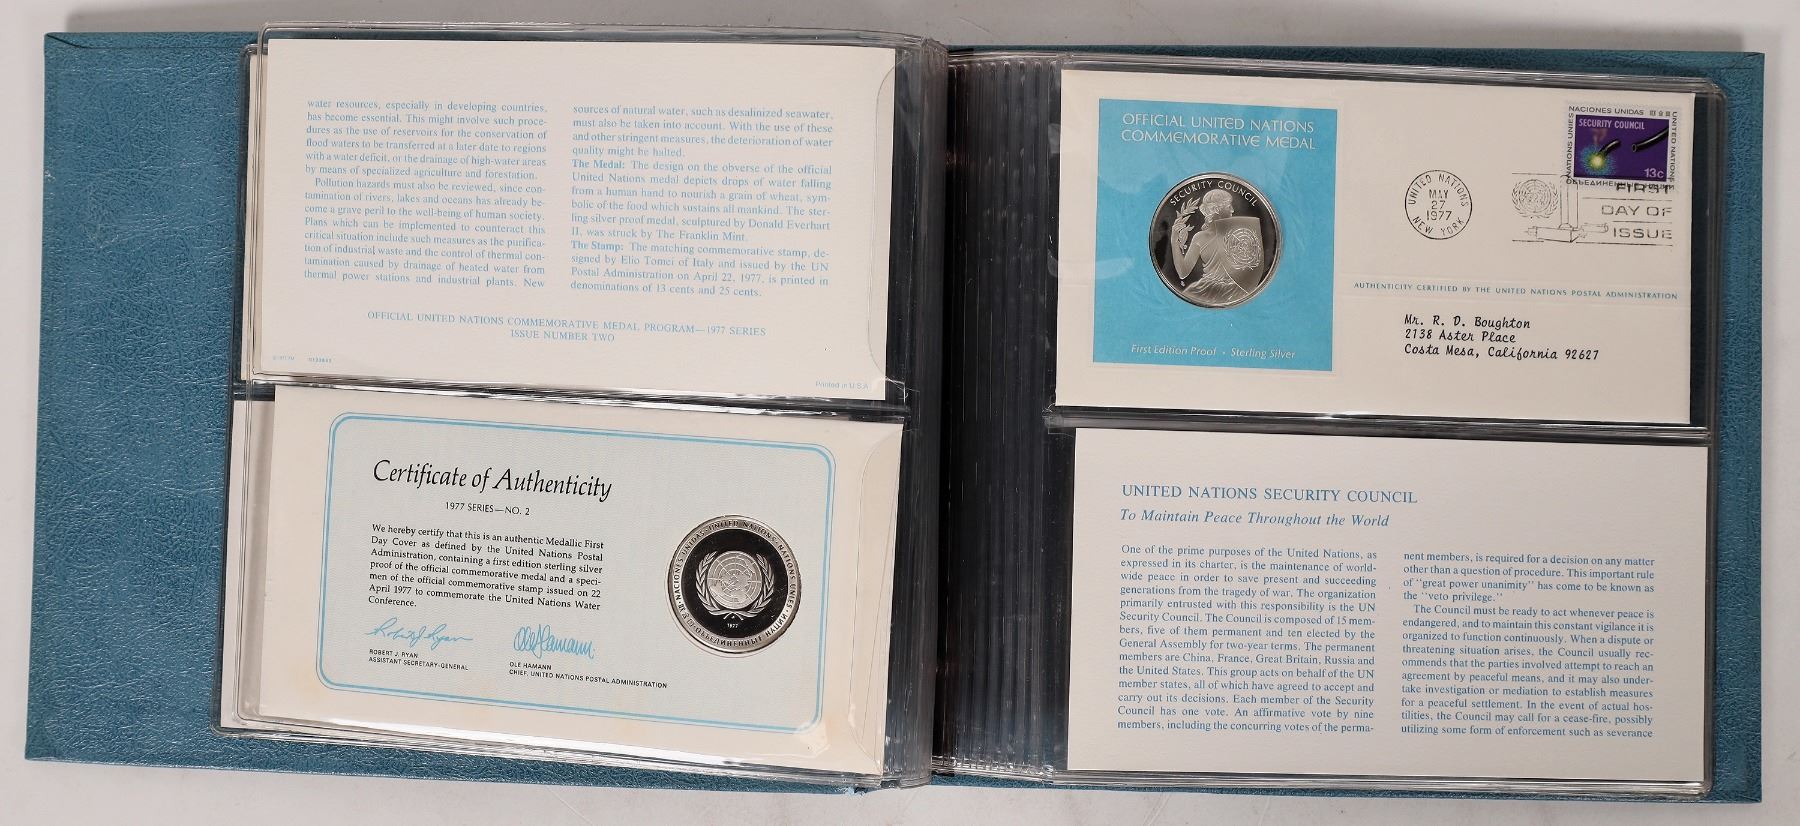 water resources, especially in developing countries,
has become essential. This might involve such proce-
dures as the use of reservoirs for the conservation of
flood waters to be transferred at a later date to regions
with a water deficit, or the drainage of high-water areas
by means of specialized agriculture and forestation.
Pollution hazards must also be reviewed, since con-
tamination of rivers, lakes and oceans has already be-
come a grave peril to the well-being of human society.
Plans which can be implemented to counteract this
critical situation include such measures as the purifica-
tion of industrial waste and the control of thermal con-
tamination caused by drainage of heated water from
thermal power stations and industrial plants. New
sources of natural water, such as desalinized seawater,
must also be taken into account. With the use of these
and other stringent measures, the deterioration of water
quality might be halted.
The Medal: The design on the obverse of the official
United Nations medal depicts drops of water falling
from a human hand to nourish a grain of wheat, sym-
bolic of the food which sustains all mankind. The ster-
ling silver proof medal, sculptured by Donald Everhart
II, was struck by The Franklin Mint.
The Stamp: The matching commemorative stamp, de-
signed by Elio Tomei of Italy and issued by the UN
Postal Administration on April 22, 1977, is printed in
denominations of 13 cents and 25 cents.
OFFICIAL UNITED NATIONS COMMEMORATIVE MEDAL PROGRAM—1977 SERIES
ISSUE NUMBER TWO
Printed in U.S.A.
Certificate of Authenticity
1977 SERIES—NO. 2
We hereby certify that this is an authentic Medallic First
Day Cover as defined by the United Nations Postal
Administration, containing a first edition sterling silver
proof of the official commemorative medal and a speci-
men of the official commemorative stamp issued on 22
April 1977 to commemorate the United Nations Water
Conference.
Robert J. Ryan
ROBERT J. RYAN
ASSISTANT SECRETARY-GENERAL
Ole Hamann
OLE HAMANN
CHIEF, UNITED NATIONS POSTAL ADMINISTRATION
UNITED NATIONS · NATIONS UNIES · ОБЪЕДИНЕННЫЕ НАЦИИ
NACIONES UNIDAS
1977
OFFICIAL UNITED NATIONS
COMMEMORATIVE MEDAL
SECURITY COUNCIL
First Edition Proof · Sterling Silver
NACIONES UNIDAS
NATIONS UNIES
UNITED NATIONS
SECURITY COUNCIL
13c
UNITED NATIONS
MAY
27
1977
NEW YORK
FIRST
DAY OF
ISSUE
AUTHENTICITY CERTIFIED BY THE UNITED NATIONS POSTAL ADMINISTRATION
Mr. R. D. Boughton
2138 Aster Place
Costa Mesa, California 92627
UNITED NATIONS SECURITY COUNCIL
To Maintain Peace Throughout the World
One of the prime purposes of the United Nations, as
expressed in its charter, is the maintenance of world-
wide peace in order to save present and succeeding
generations from the tragedy of war. The organization
primarily entrusted with this responsibility is the UN
Security Council. The Council is composed of 15 mem-
bers, five of them permanent and ten elected by the
General Assembly for two-year terms. The permanent
members are China, France, Great Britain, Russia and
the United States. This group acts on behalf of the UN
member states, all of which have agreed to accept and
carry out its decisions. Each member of the Security
Council has one vote. An affirmative vote by nine
members, including the concurring votes of the perma-
nent members, is required for a decision on any matter
other than a question of procedure. This important rule
of "great power unanimity" has come to be known as
the "veto privilege."
The Council must be ready to act whenever peace is
endangered, and to maintain this constant vigilance it is
organized to function continuously. When a dispute or
threatening situation arises, the Council usually rec-
ommends that the parties involved attempt to reach an
agreement by peaceful means, and it may also under-
take investigation or mediation to establish measures
for a peaceful settlement. In the event of actual hos-
tilities, the Council may call for a cease-fire, possibly
utilizing some form of enforcement such as severance